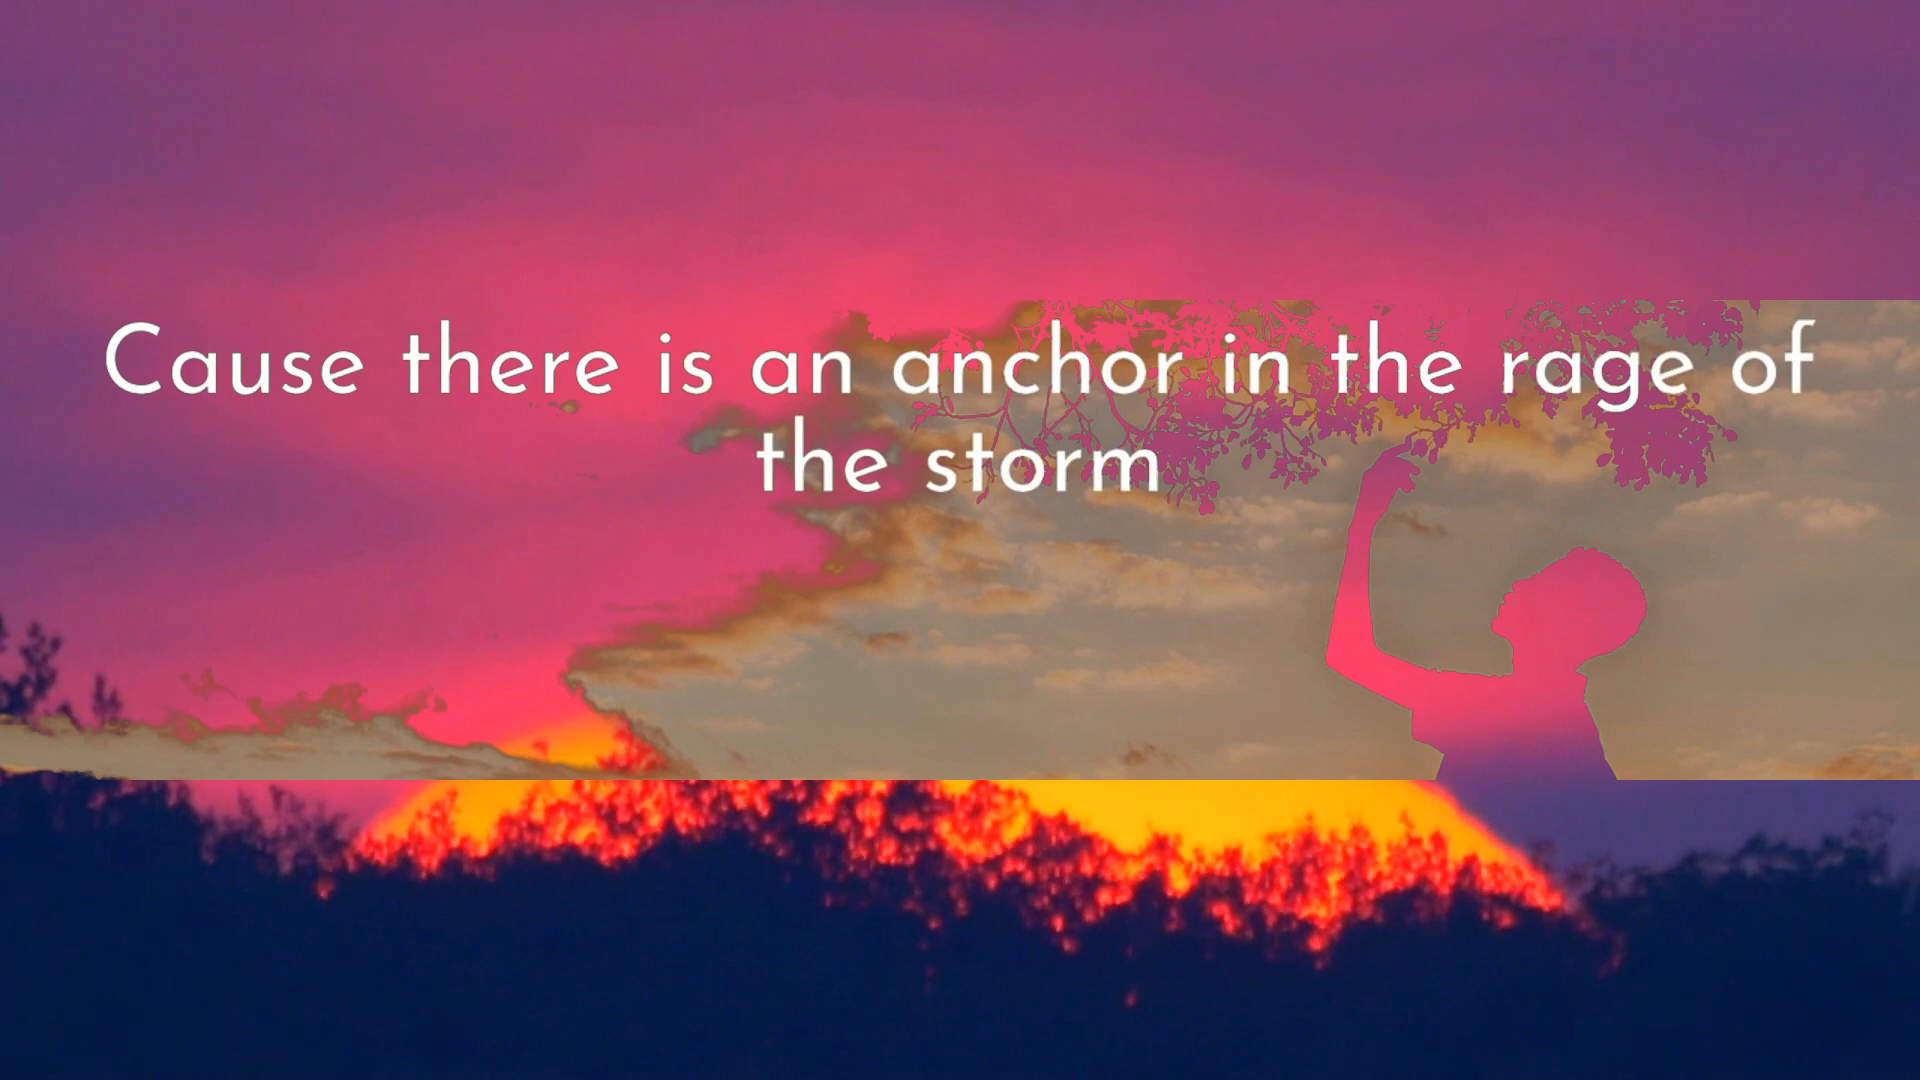 Cause there is an anchor in the rage of
the storm